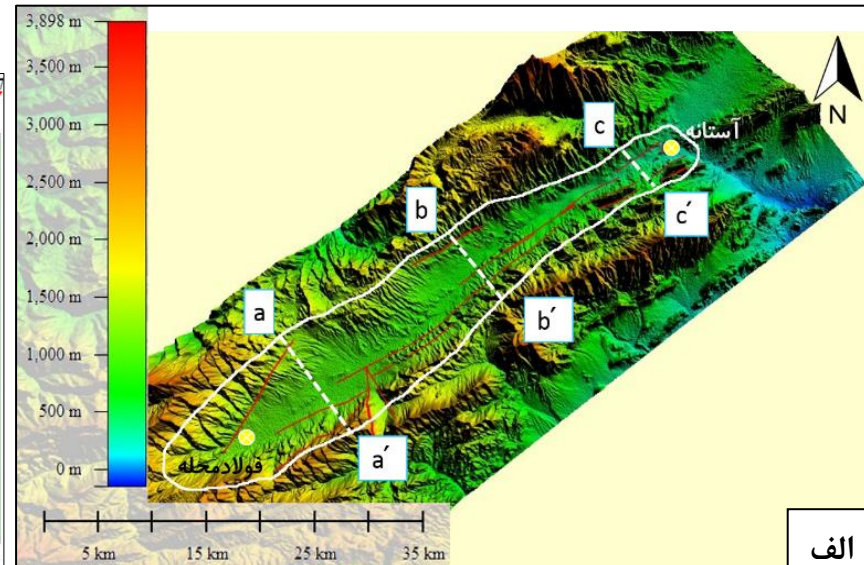 3,898 m
3,500 m
3,000 m
2,500 m
2,000 m
1,500 m
1,000 m
500 m
0 m
N
آستانه
c
c´
b
b´
a
a´
فولادمحله
5 km 15 km 25 km 35 km
الف